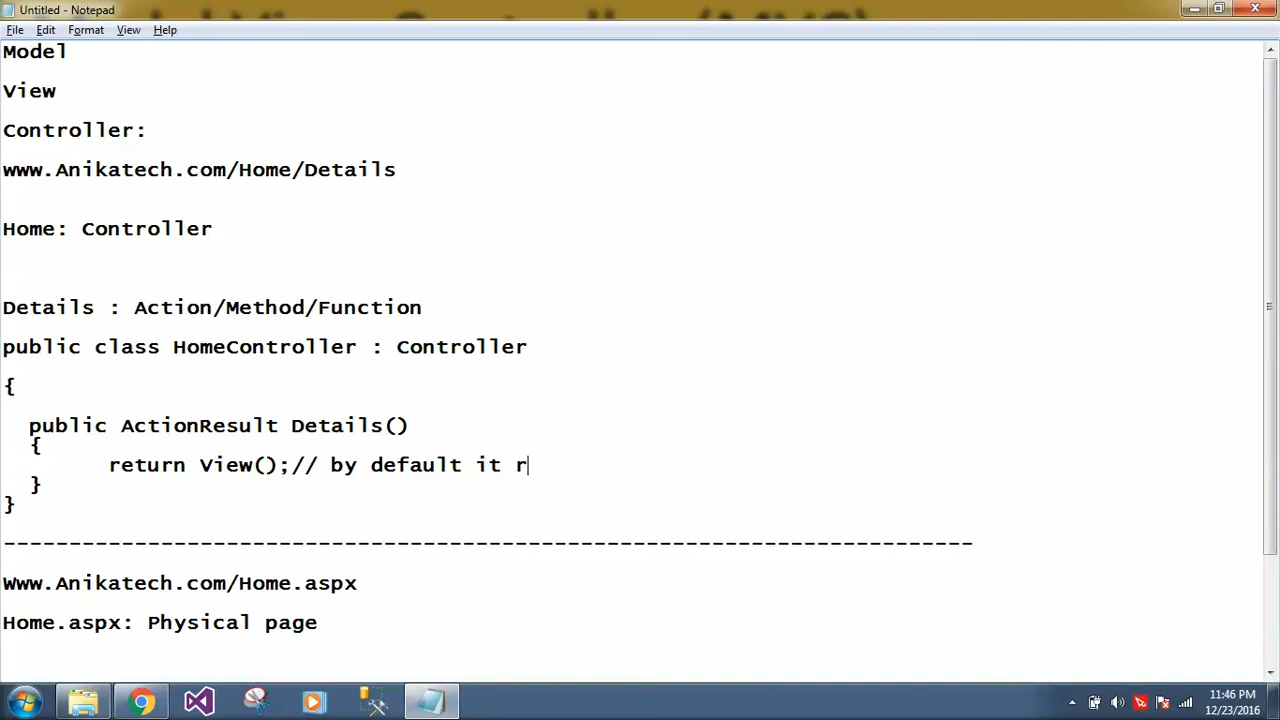 Untitled - Notepad
File Edit Format View Help
Model
View
Controller:
www.Anikatech.com/Home/Details
Home: Controller
Details : Action/Method/Function
public class HomeController : Controller
{
public ActionResult Details()
{
return View();// by default it r
}
}
--------------------------------------------------------------------------
Www.Anikatech.com/Home.aspx
Home.aspx: Physical page
11:46 PM
12/23/2016